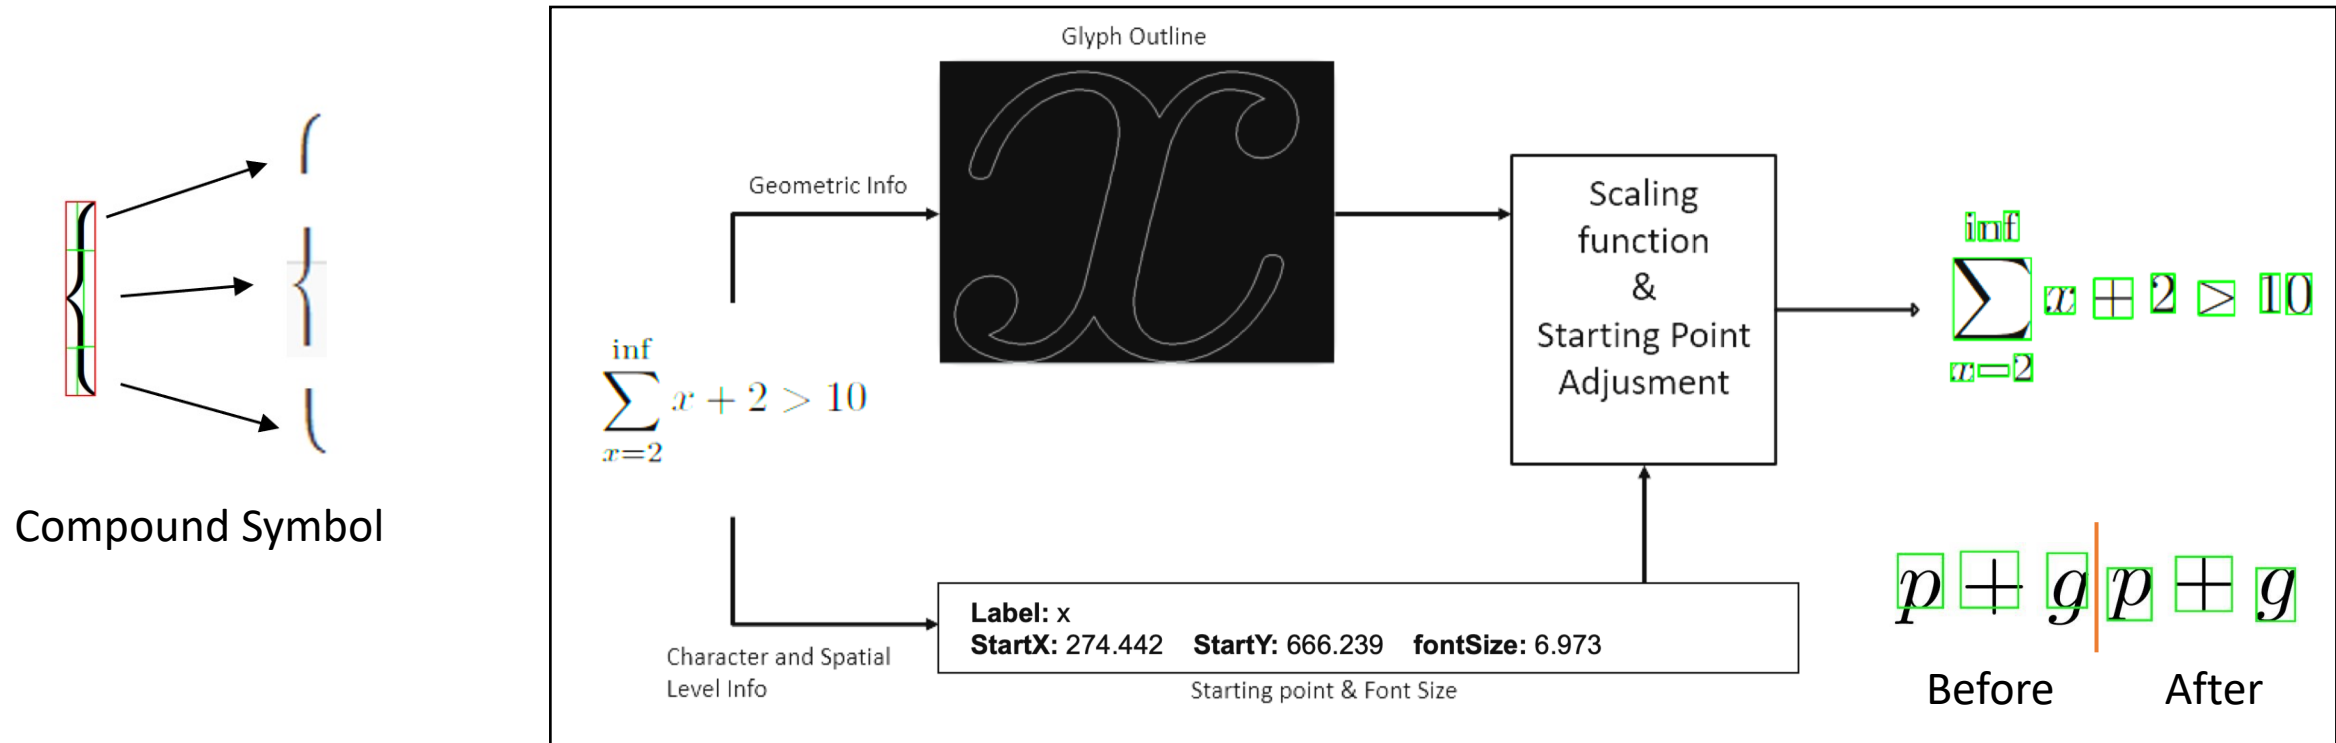 Compound Symbol
Glyph Outline
Geometric Info
inf
∑ x + 2 > 10
x=2
Character and Spatial
Level Info
Label: x
StartX: 274.442 StartY: 666.239 fontSize: 6.973
Starting point & Font Size
Scaling
function
&
Starting Point
Adjusment
inf
∑ x + 2 > 10
x=2
p + g p + g
Before After